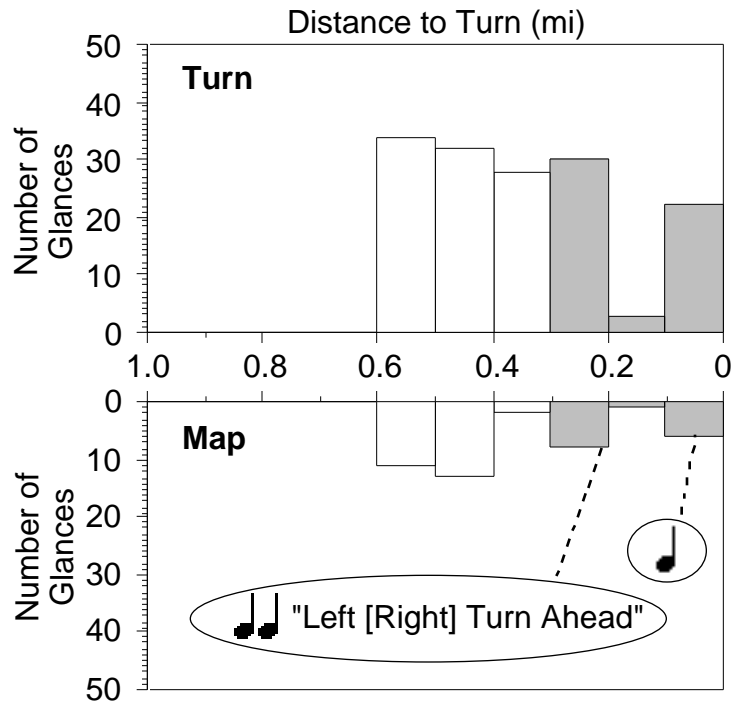 Distance to Turn (mi)
50
Turn
40
30
20
10
0
Number of
Glances
1.0 0.8 0.6 0.4 0.2 0
0
Map
10
20
30
40
50
Number of
Glances
"Left [Right] Turn Ahead"